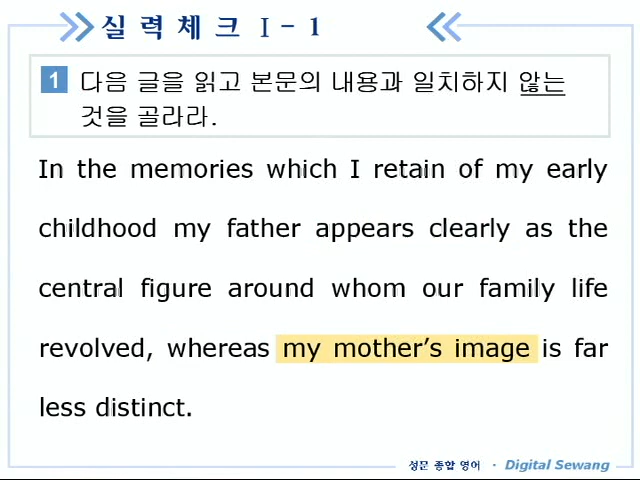 실력체크 I - 1
1 다음 글을 읽고 본문의 내용과 일치하지 않는
것을 골라라.
In the memories which I retain of my early
childhood my father appears clearly as the
central figure around whom our family life
revolved, whereas my mother's image is far
less distinct.
성문 종합 영어 · Digital Sewang